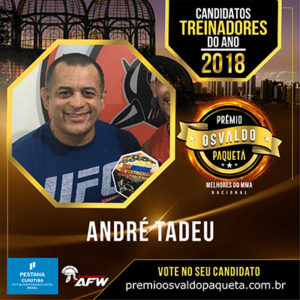 CANDIDATOS
TREINADORES
DO ANO
2018
PRÊMIO
OSVALDO
PAQUETÁ
MELHORES DO MMA
NACIONAL
UFC
ANDRÉ TADEU
PESTANA
CURITIBA
AFW
VOTE NO SEU CANDIDATO
premioosvaldopaqueta.com.br